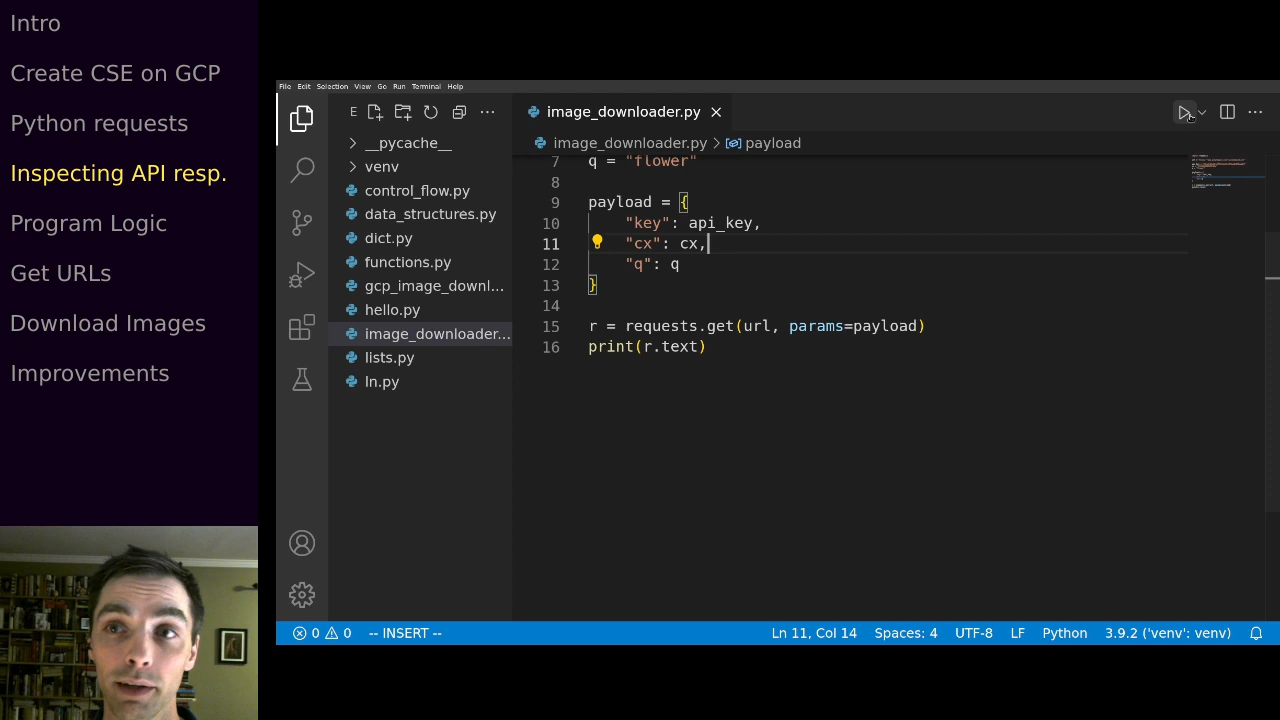 Intro
Create CSE on GCP
Python requests
Inspecting API resp.
Program Logic
Get URLs
Download Images
Improvements
File Edit Selection View Go Run Terminal Help
E
__pycache__
venv
control_flow.py
data_structures.py
dict.py
functions.py
gcp_image_downl...
hello.py
image_downloader...
lists.py
ln.py
image_downloader.py
image_downloader.py > payload
7 q = "flower"
8
9 payload = {
10 "key": api_key,
11 "cx": cx,
12 "q": q
13 }
14
15 r = requests.get(url, params=payload)
16 print(r.text)
0 0 -- INSERT -- Ln 11, Col 14 Spaces: 4 UTF-8 LF Python 3.9.2 ('venv': venv)